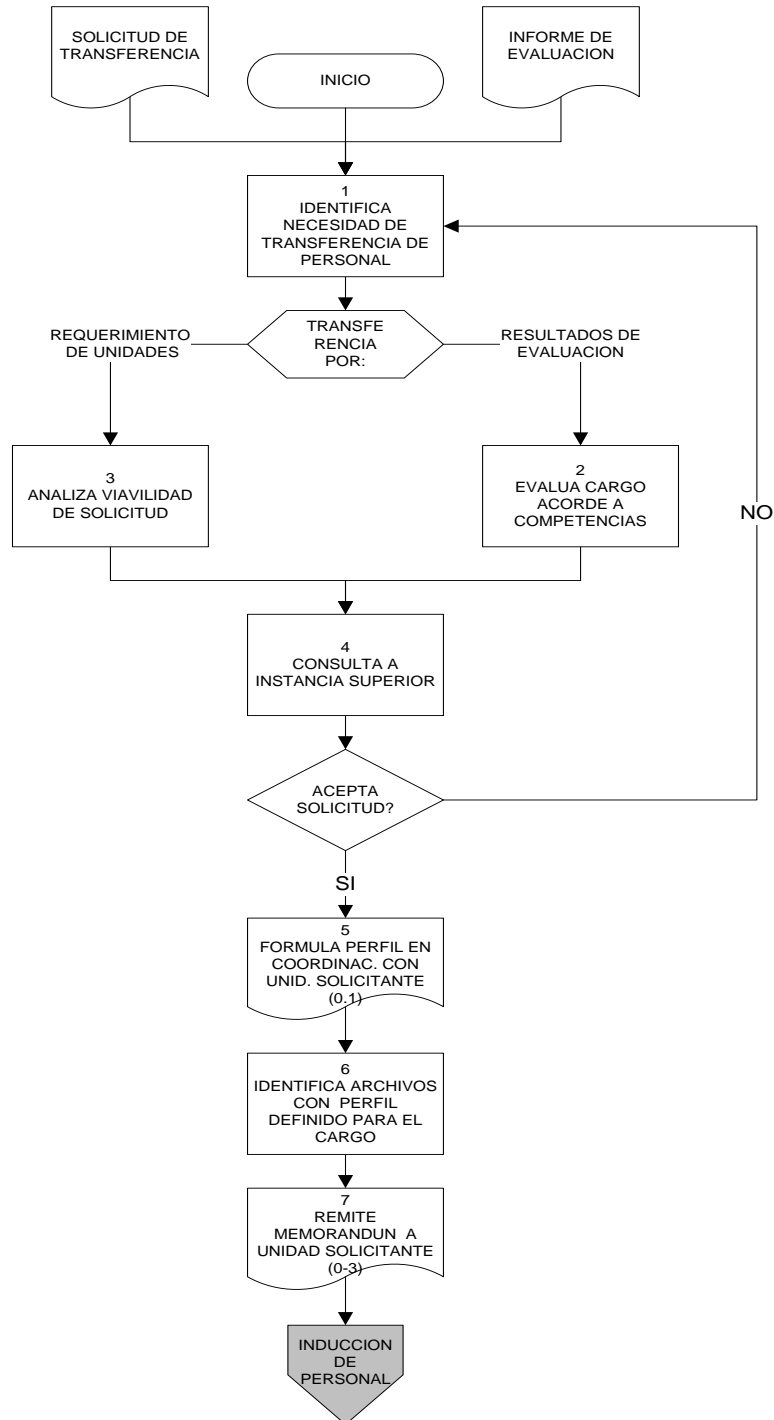 SOLICITUD DE
TRANSFERENCIA
INICIO
INFORME DE
EVALUACION
1
IDENTIFICA
NECESIDAD DE
TRANSFERENCIA DE
PERSONAL
REQUERIMIENTO
DE UNIDADES
TRANSFE
RENCIA
POR:
RESULTADOS DE
EVALUACION
3
ANALIZA VIAVILIDAD
DE SOLICITUD
2
EVALUA CARGO
ACORDE A
COMPETENCIAS
NO
4
CONSULTA A
INSTANCIA SUPERIOR
ACEPTA
SOLICITUD?
SI
5
FORMULA PERFIL EN
COORDINAC. CON
UNID. SOLICITANTE
(0.1)
6
IDENTIFICA ARCHIVOS
CON PERFIL
DEFINIDO PARA EL
CARGO
7
REMITE
MEMORANDUN A
UNIDAD SOLICITANTE
(0-3)
INDUCCION
DE
PERSONAL